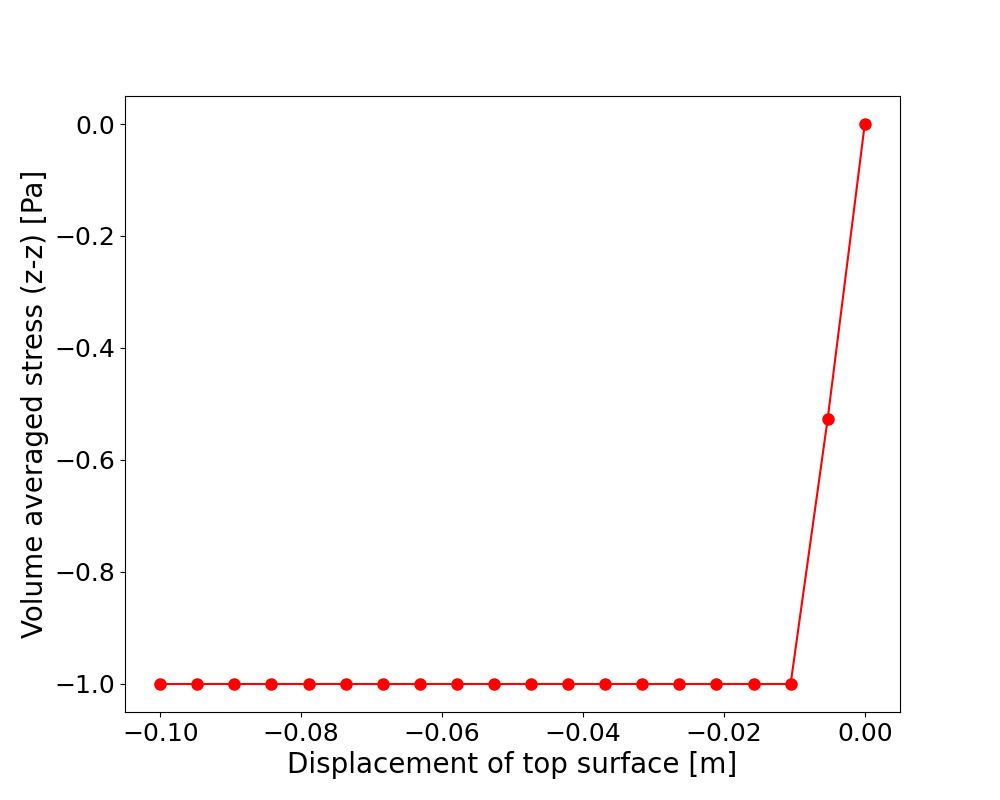 Volume averaged stress (z-z) [Pa]
0.0
−0.2
−0.4
−0.6
−0.8
−1.0
−0.10 −0.08 −0.06 −0.04 −0.02 0.00
Displacement of top surface [m]